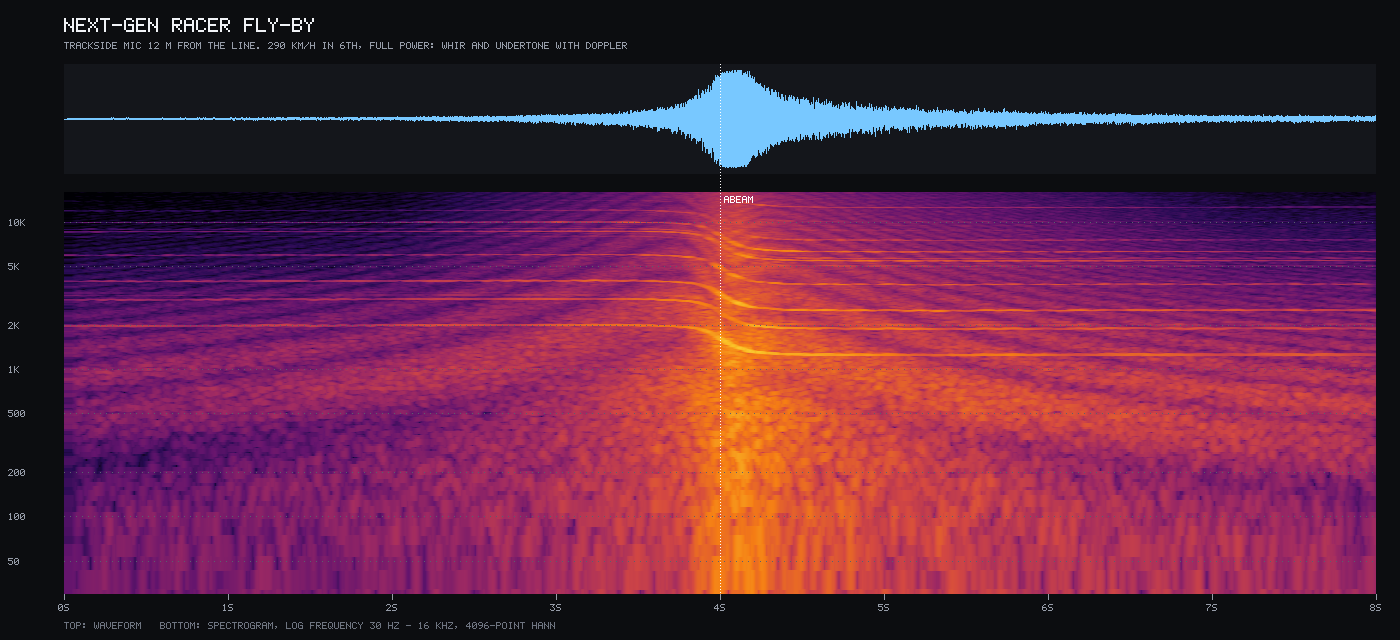 NEXT-GEN RACER FLY-BY
TRACKSIDE MIC 12 M FROM THE LINE. 290 KM/H IN 6TH, FULL POWER: WHIR AND UNDERTONE WITH DOPPLER
ABEAM
10K
5K
2K
1K
500
200
100
50
0S 1S 2S 3S 4S 5S 6S 7S 8S
TOP: WAVEFORM BOTTOM: SPECTROGRAM, LOG FREQUENCY 30 HZ - 16 KHZ, 4096-POINT HANN